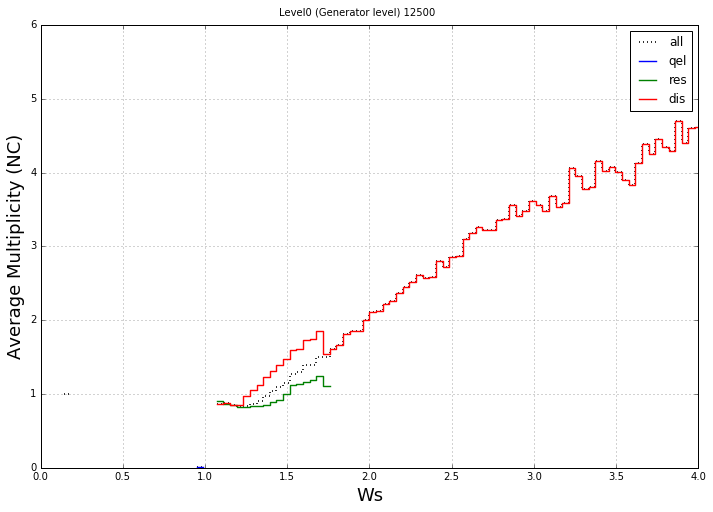 Level0 (Generator level) 12500
6
5
4
3
2
1
0
Average Multiplicity (NC)
all
qel
res
dis
0.0 0.5 1.0 1.5 2.0 2.5 3.0 3.5 4.0
Ws